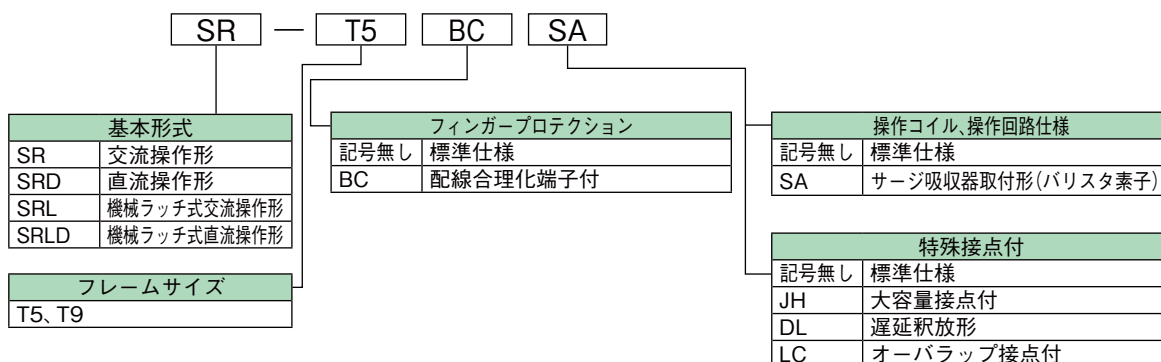 SR — T5 BC SA
基本形式
SR 交流操作形
SRD 直流操作形
SRL 機械ラッチ式交流操作形
SRLD 機械ラッチ式直流操作形
フレームサイズ
T5、T9
フィンガープロテクション
記号無し 標準仕様
BC 配線合理化端子付
操作コイル、操作回路仕様
記号無し 標準仕様
SA サージ吸収器取付形(バリスタ素子)
特殊接点付
記号無し 標準仕様
JH 大容量接点付
DL 遅延釈放形
LC オーバラップ接点付